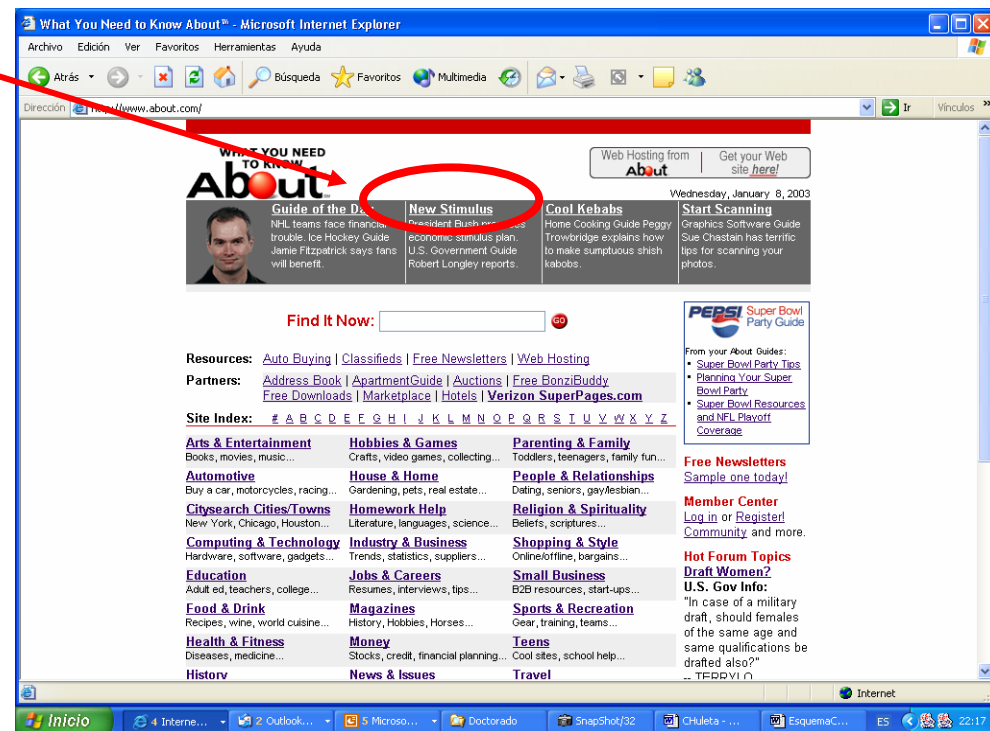 What You Need to Know About™ - Microsoft Internet Explorer
Archivo Edición Ver Favoritos Herramientas Ayuda
Atrás Búsqueda Favoritos Multimedia
Dirección http://www.about.com/ Ir Vínculos »
WHAT YOU NEED
TO KNOW
About™
Web Hosting from
About
Get your Web
site here!
Wednesday, January 8, 2003
Guide of the Day
NHL teams face financial
trouble. Ice Hockey Guide
Jamie Fitzpatrick says fans
will benefit.
New Stimulus
President Bush
economic stimulus plan.
U.S. Government Guide
Robert Longley reports.
Cool Kebabs
Home Cooking Guide Peggy
Trowbridge explains how
to make sumptuous shish
kabobs.
Start Scanning
Graphics Software Guide
Sue Chastain has terrific
tips for scanning your
photos.
Find It Now: GO
Resources: Auto Buying | Classifieds | Free Newsletters | Web Hosting
Partners: Address Book | ApartmentGuide | Auctions | Free BonziBuddy
Free Downloads | Marketplace | Hotels | Verizon SuperPages.com
Site Index: # A B C D E F G H I J K L M N O P Q R S T U V W X Y Z
Arts & Entertainment
Books, movies, music...
Hobbies & Games
Crafts, video games, collecting...
Parenting & Family
Toddlers, teenagers, family fun...
Automotive
Buy a car, motorcycles, racing...
House & Home
Gardening, pets, real estate...
People & Relationships
Dating, seniors, gay/lesbian...
Citysearch Cities/Towns
New York, Chicago, Houston...
Homework Help
Literature, languages, science...
Religion & Spirituality
Beliefs, scriptures...
Computing & Technology
Hardware, software, gadgets...
Industry & Business
Trends, statistics, suppliers...
Shopping & Style
Online/offline, bargains...
Education
Adult ed, teachers, college...
Jobs & Careers
Resumes, interviews, tips...
Small Business
B2B resources, start-ups...
Food & Drink
Recipes, wine, world cuisine...
Magazines
History, Hobbies, Horses...
Sports & Recreation
Gear, training, teams...
Health & Fitness
Diseases, medicine...
Money
Stocks, credit, financial planning...
Teens
Cool sites, school help...
History
News & Issues
Travel
PEPSI Super Bowl
Party Guide
From your About Guides:
• Super Bowl Party Tips
• Planning Your Super
Bowl Party
• Super Bowl Resources
and NFL Playoff
Coverage
Free Newsletters
Sample one today!
Member Center
Log in or Register!
Community and more.
Hot Forum Topics
Draft Women?
U.S. Gov Info:
"In case of a military
draft, should females
of the same age and
same qualifications be
drafted also?"
-- TERRYLO
Internet
Inicio 4 Interne... 2 Outlook... 5 Microso... Doctorado SnapShot/32 CHuleta - ... EsquemaC... ES 22:17